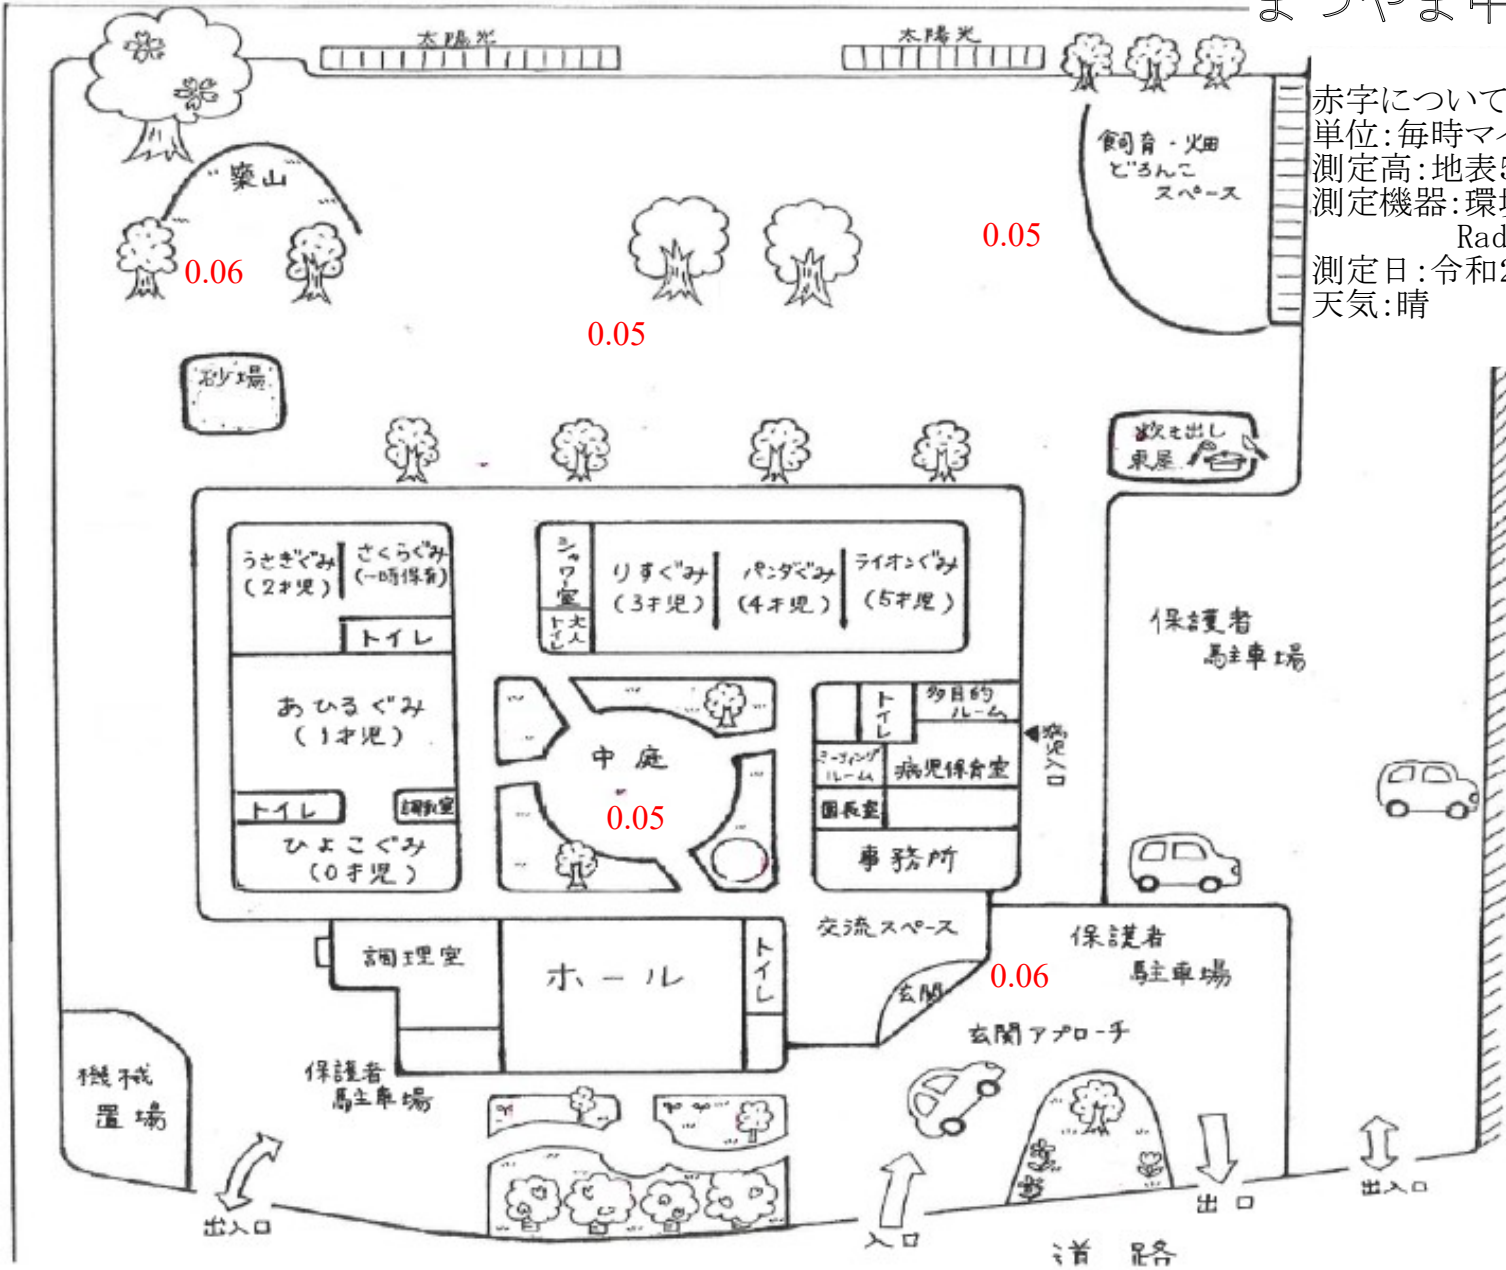 太陽光
太陽光
赤字について
単位:毎時マイ
測定高:地表5
測定機器:環境
Rad
測定日:令和2
天気:晴
飼育・畑
どろんこ
スペース
築山
0.06
0.05
0.05
砂場
炊き出し
東屋
うさぎぐみ
(2才児)
さくらぐみ
(一時保育)
トイレ
シャワー室
大人
トイレ
りすぐみ
(3才児)
パンダぐみ
(4才児)
ライオンぐみ
(5才児)
保護者
駐車場
あひるぐみ
(1才児)
トイレ
調乳室
ひよこぐみ
(0才児)
中庭
0.05
トイレ
多目的
ルーム
ミーティング
ルーム
病児保育室
園長室
事務所
病児入口
調理室
ホール
トイレ
交流スペース
玄関
0.06
保護者
駐車場
玄関アプローチ
機械
置場
保護者
駐車場
出入口
入口
出口
出入口
道路